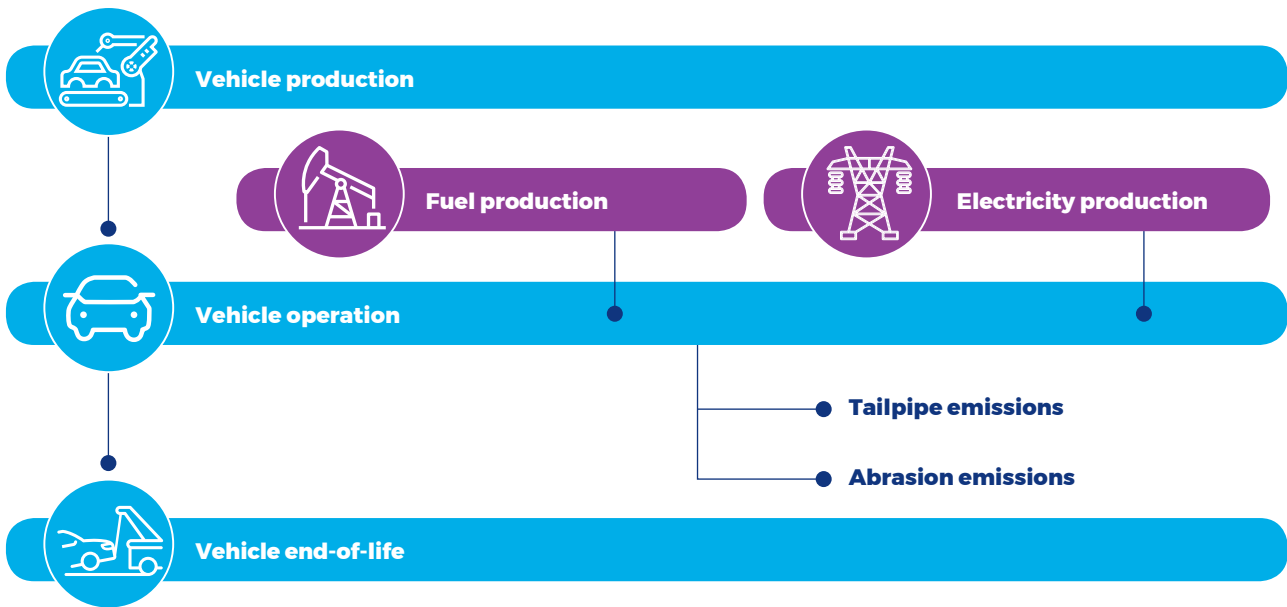 Vehicle production
Fuel production
Electricity production
Vehicle operation
Tailpipe emissions
Abrasion emissions
Vehicle end-of-life